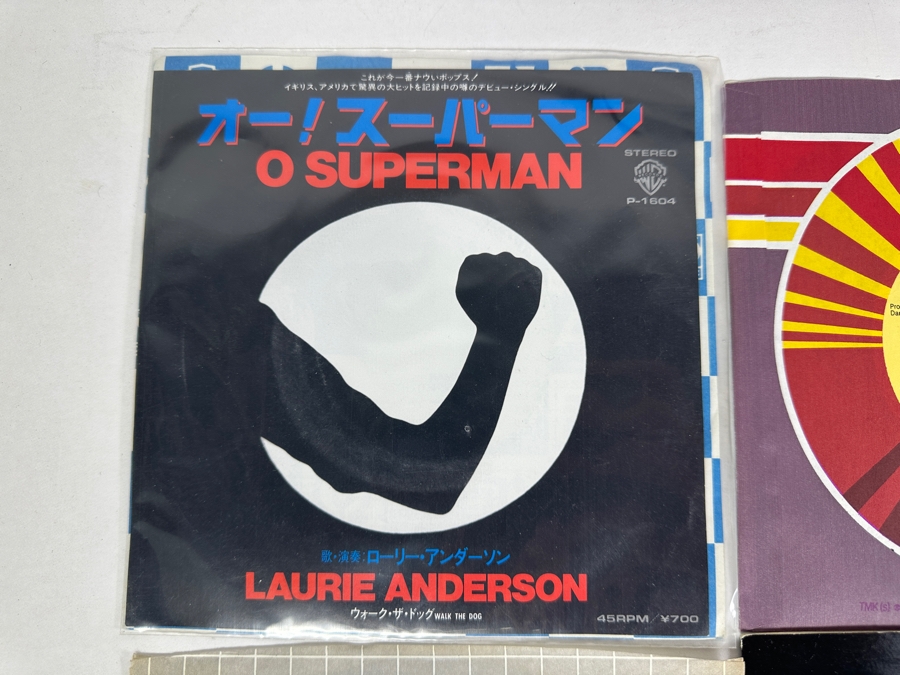 これが今一番ナウいポップス!
イギリス、アメリカで驚異の大ヒットを記録中の噂のデビュー・シングル!!
オー!スーパーマン
O SUPERMAN
STEREO
P-1604
歌・演奏:ローリー・アンダーソン
LAURIE ANDERSON
ウォーク・ザ・ドッグ WALK THE DOG
45RPM/¥700
Pro
Dan
TMK(s)